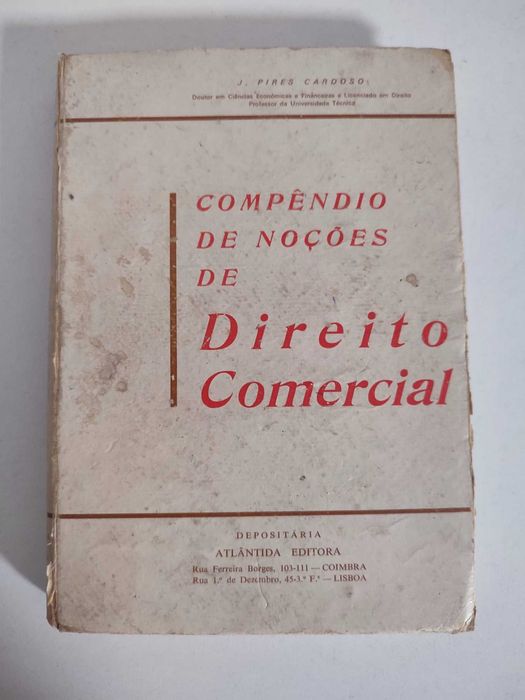 J. PIRES CARDOSO
Doutor em Ciências Económicas e Financeiras e Licenciado em Direito
Professor da Universidade Técnica
COMPÊNDIO
DE NOÇÕES
DE
Direito
Comercial
DEPOSITÁRIA
ATLÂNTIDA EDITORA
Rua Ferreira Borges, 103-111 — COIMBRA
Rua 1.º de Dezembro, 45-3.º F.º — LISBOA